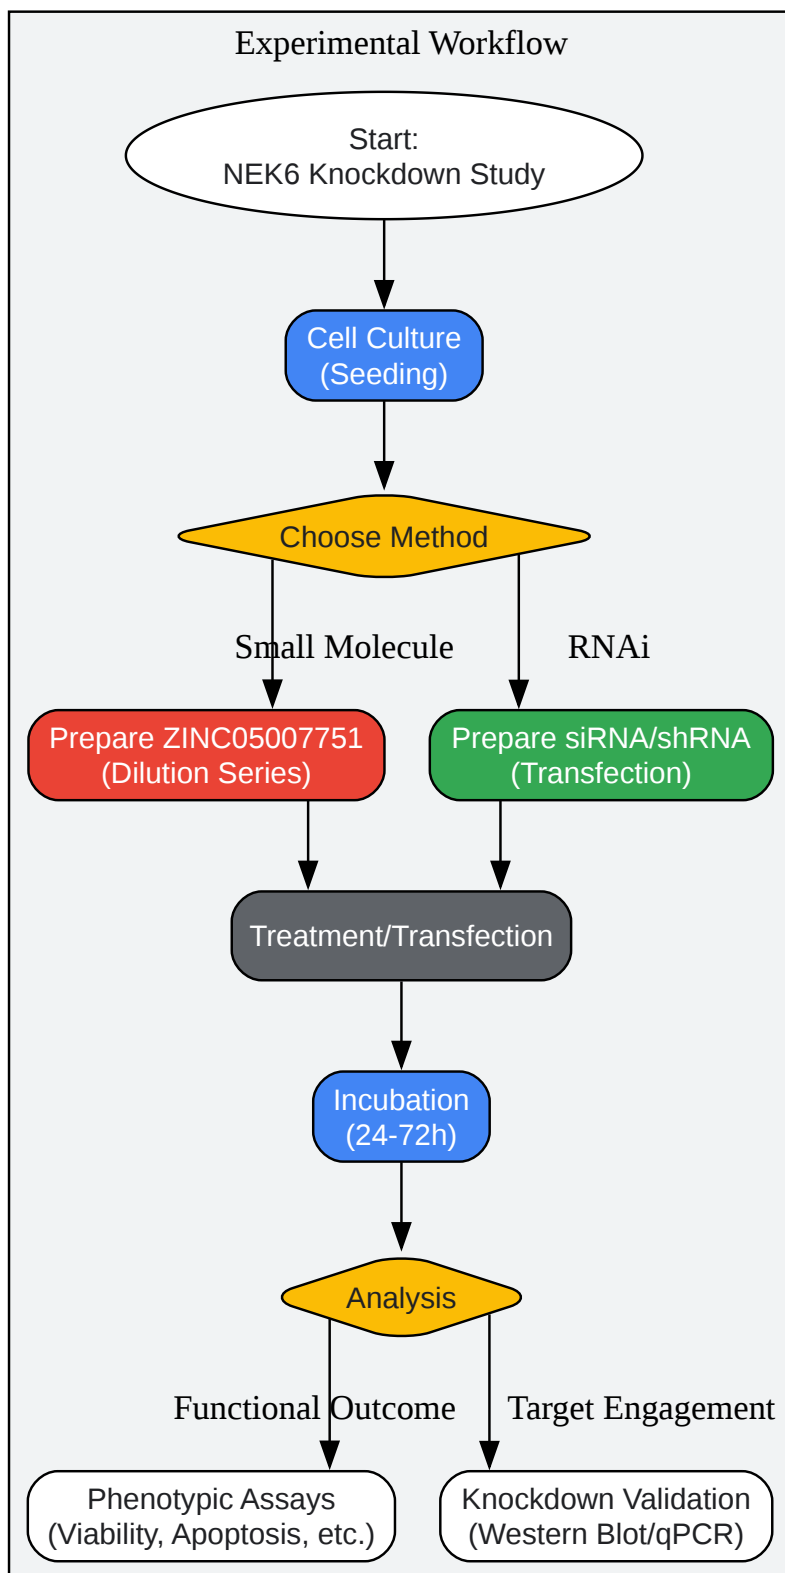 Experimental Workflow
Start:
NEK6 Knockdown Study
Cell Culture
(Seeding)
Choose Method
Small Molecule
RNAi
Prepare ZINC05007751
(Dilution Series)
Prepare siRNA/shRNA
(Transfection)
Treatment/Transfection
Incubation
(24-72h)
Analysis
Functional Outcome
Target Engagement
Phenotypic Assays
(Viability, Apoptosis, etc.)
Knockdown Validation
(Western Blot/qPCR)